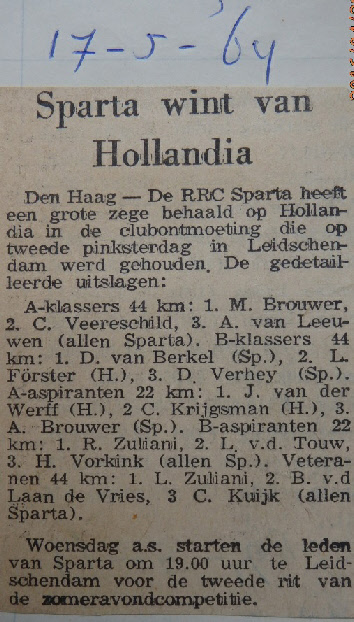 17-5-'64
Sparta wint van
Hollandia
Den Haag — De RRC Sparta heeft
een grote zege behaald op Hollan-
dia in de clubontmoeting die op
tweede pinksterdag in Leidschen-
dam werd gehouden. De gedetail-
leerde uitslagen:
A-klassers 44 km: 1. M. Brouwer,
2. C. Veereschild, 3. A. van Leeu-
wen (allen Sparta). B-klassers 44
km: 1. D. van Berkel (Sp.), 2. L.
Förster (H.), 3. D. Verhey (Sp.).
A-aspiranten 22 km: 1. J. van der
Werff (H.), 2 C. Krijgsman (H.), 3.
A. Brouwer (Sp.). B-aspiranten 22
km: 1. R. Zuliani, 2. L. v.d. Touw,
3. H. Vorkink (allen Sp.). Vetera-
nen 44 km: 1. L. Zuliani, 2. B. v.d
Laan de Vries, 3 C. Kuijk (allen
Sparta).
Woensdag a.s. starten de leden
van Sparta om 19.00 uur te Leid-
schendam voor de tweede rit van
de zomeravondcompetitie.